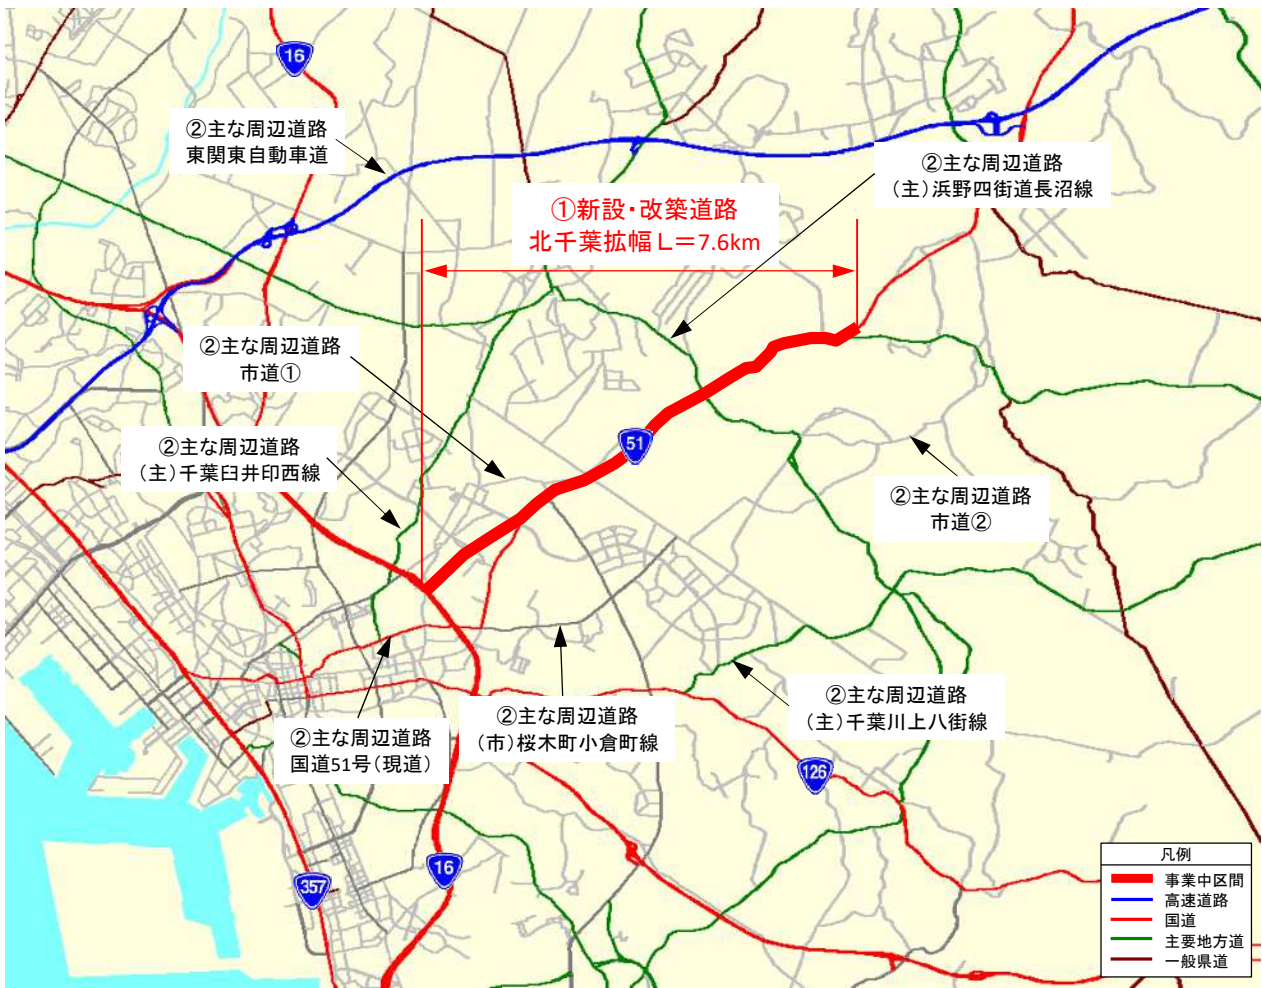 16
②主な周辺道路
東関東自動車道
②主な周辺道路
(主)浜野四街道長沼線
①新設・改築道路
北千葉拡幅L=7.6km
②主な周辺道路
市道①
②主な周辺道路
(主)千葉臼井印西線
51
②主な周辺道路
市道②
②主な周辺道路
(主)千葉川上八街線
②主な周辺道路
(市)桜木町小倉町線
②主な周辺道路
国道51号(現道)
126
16
357
凡例
事業中区間
高速道路
国道
主要地方道
一般県道